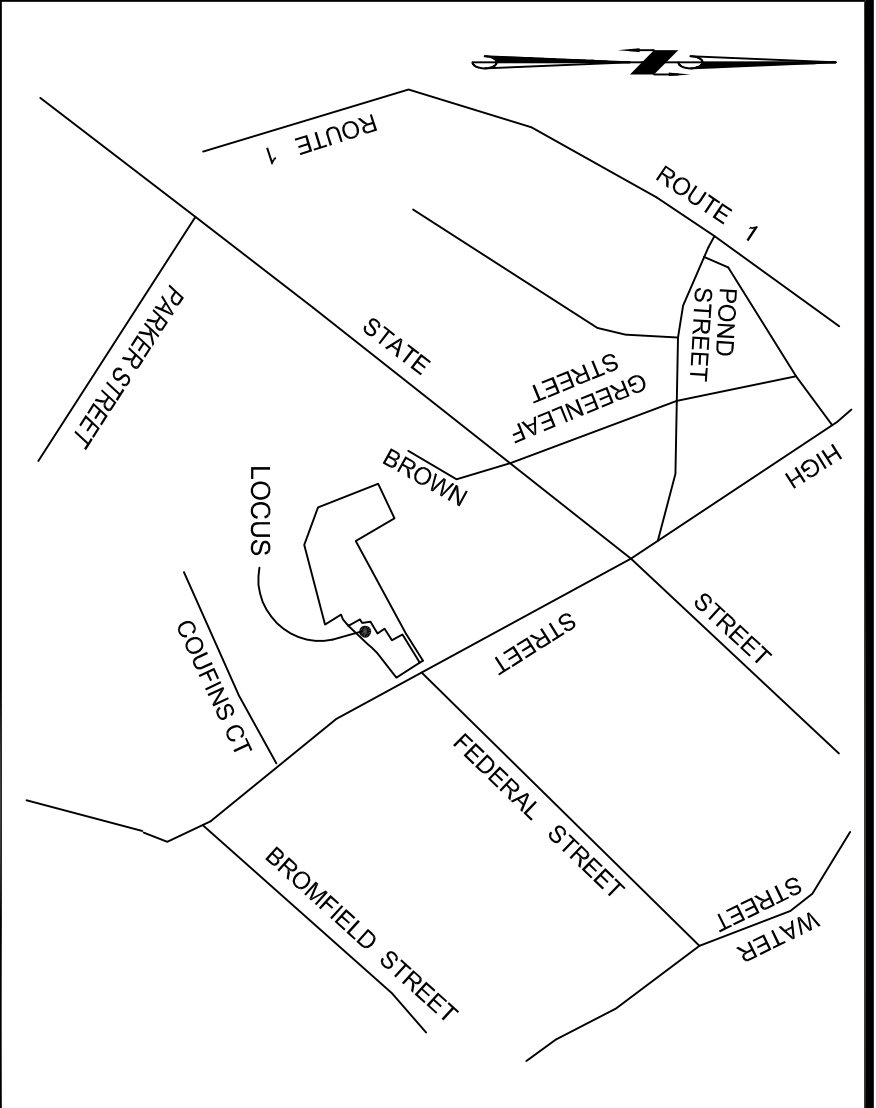 ROUTE 1
ROUTE 1
POND
STREET
PARKER STREET
STATE
GREENLEAF
STREET
BROWN
HIGH
LOCUS
STREET
STREET
COUFINS CT
FEDERAL STREET
BROMFIELD STREET
WATER
STREET